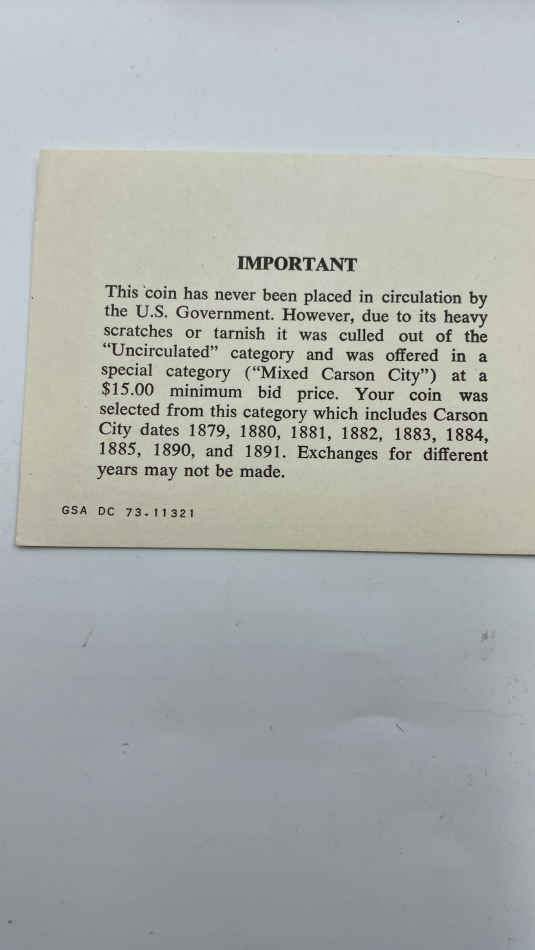 IMPORTANT
This coin has never been placed in circulation by
the U.S. Government. However, due to its heavy
scratches or tarnish it was culled out of the
“Uncirculated” category and was offered in a
special category (“Mixed Carson City”) at a
$15.00 minimum bid price. Your coin was
selected from this category which includes Carson
City dates 1879, 1880, 1881, 1882, 1883, 1884,
1885, 1890, and 1891. Exchanges for different
years may not be made.
GSA DC 73-11321